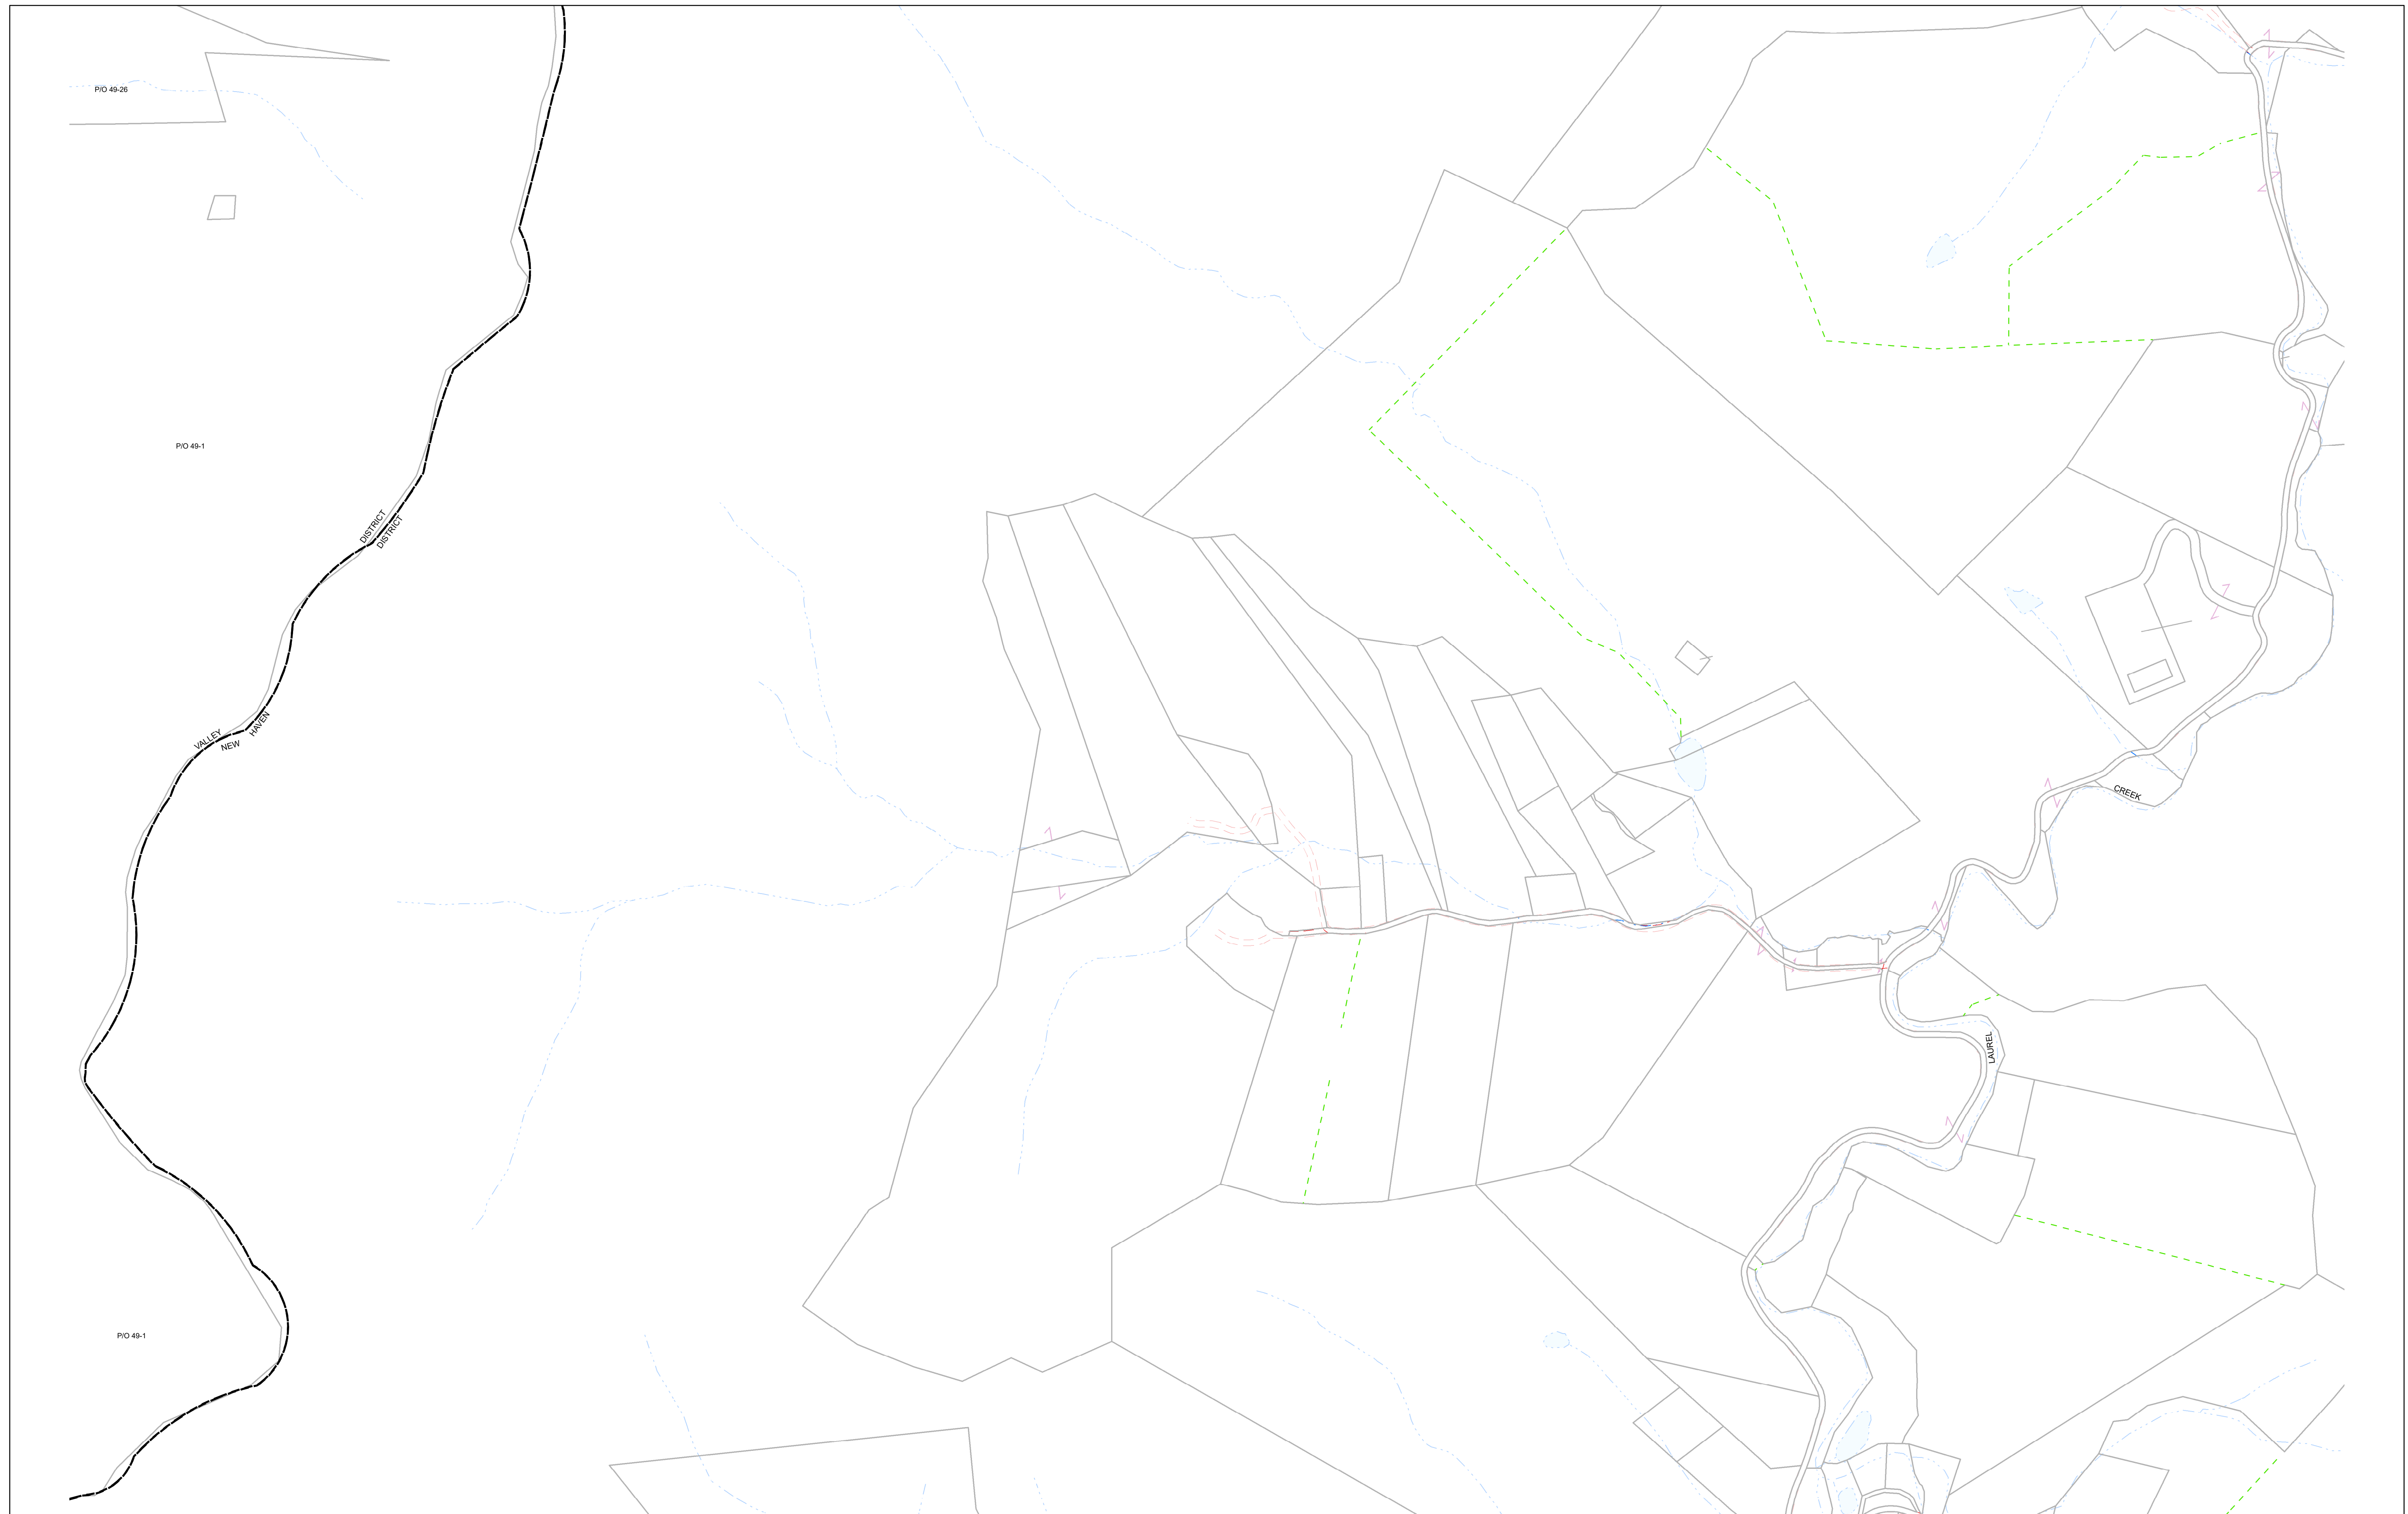 P/O 49-26
P/O 49-1
DISTRICT
DISTRICT
VALLEY
NEW HAVEN
CREEK
LAUREL
P/O 49-1